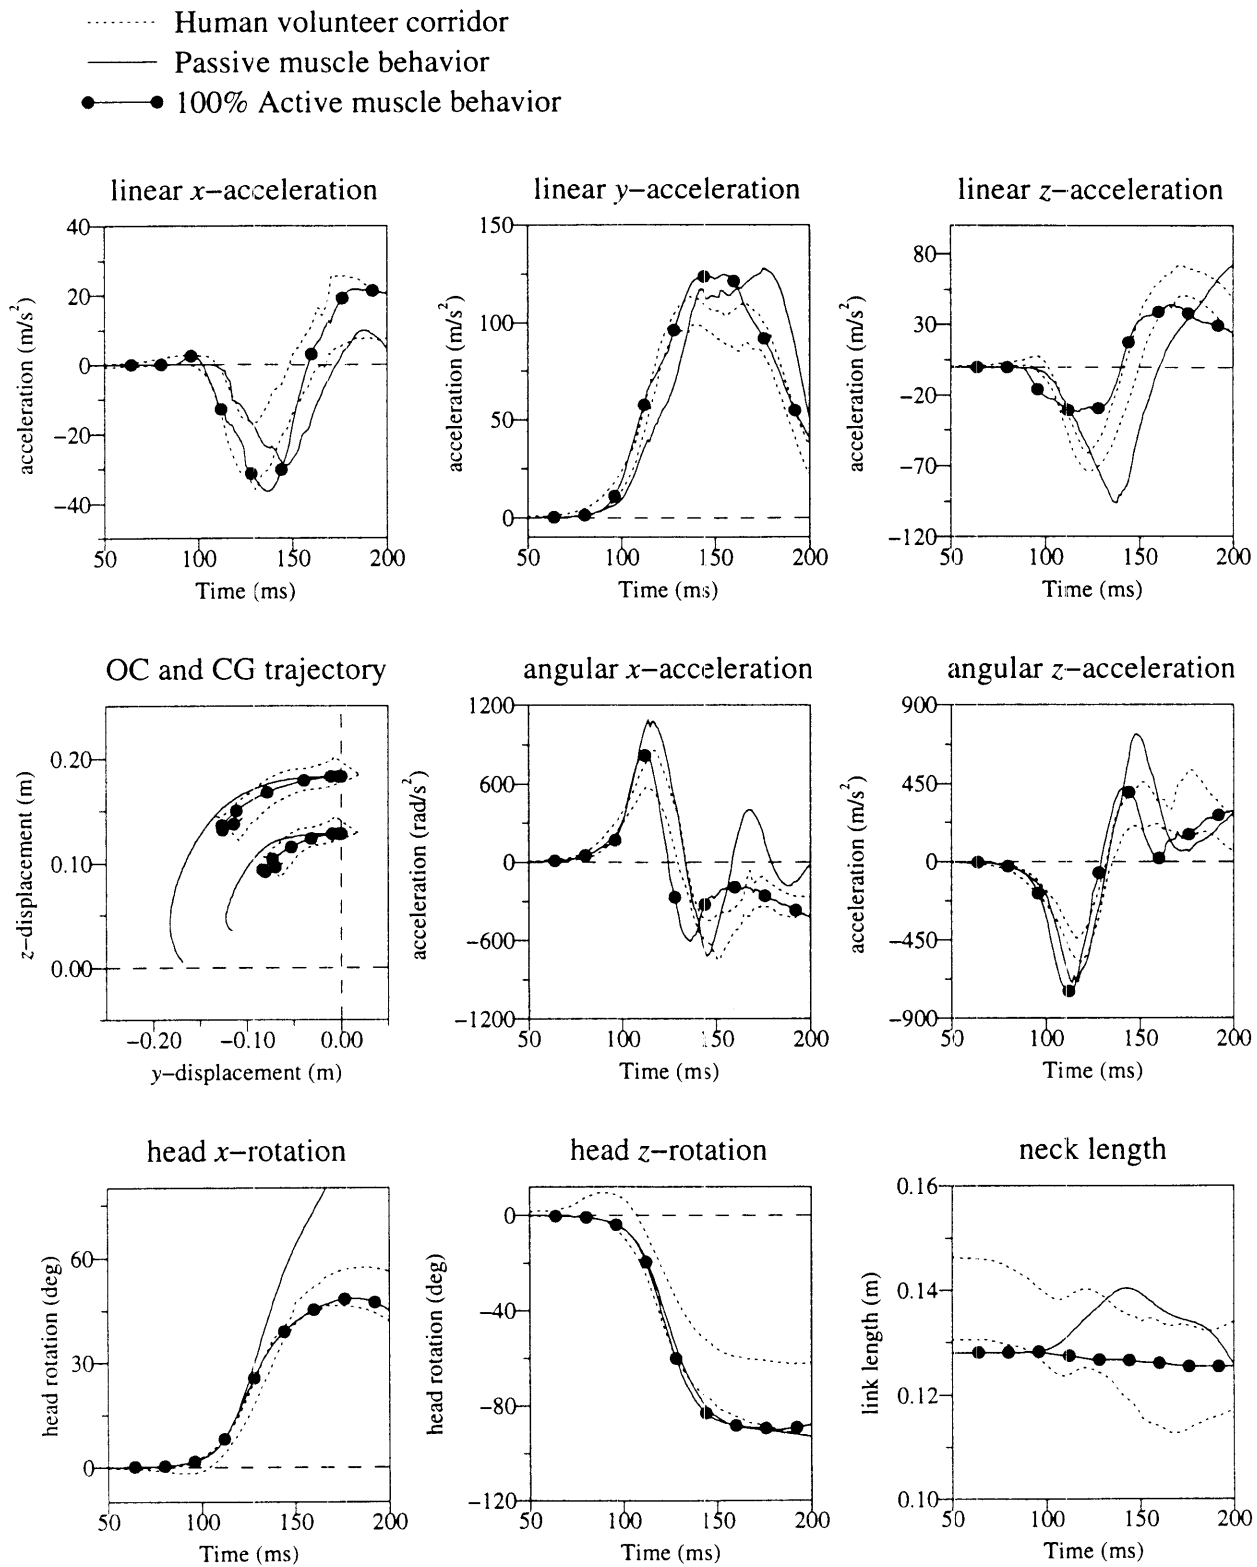 Human volunteer corridor
Passive muscle behavior
100% Active muscle behavior
linear x-acceleration
linear y-acceleration
linear z-acceleration
40
20
0
-20
-40
acceleration (m/s²)
50
100
150
200
Time (ms)
150
100
50
0
acceleration (m/s²)
50
100
150
200
Time (ms)
80
30
-20
-70
-120
acceleration (m/s²)
50
100
150
200
Time (ms)
OC and CG trajectory
angular x-acceleration
angular z-acceleration
0.20
0.10
0.00
z-displacement (m)
-0.20
-0.10
0.00
y-displacement (m)
1200
600
0
-600
-1200
acceleration (rad/s²)
50
100
150
200
Time (ms)
900
450
0
-450
-900
acceleration (m/s²)
50
100
150
200
Time (ms)
head x-rotation
head z-rotation
neck length
60
30
0
head rotation (deg)
50
100
150
200
Time (ms)
0
-40
-80
-120
head rotation (deg)
50
100
150
200
Time (ms)
0.16
0.14
0.12
0.10
link length (m)
50
100
150
200
Time (ms)